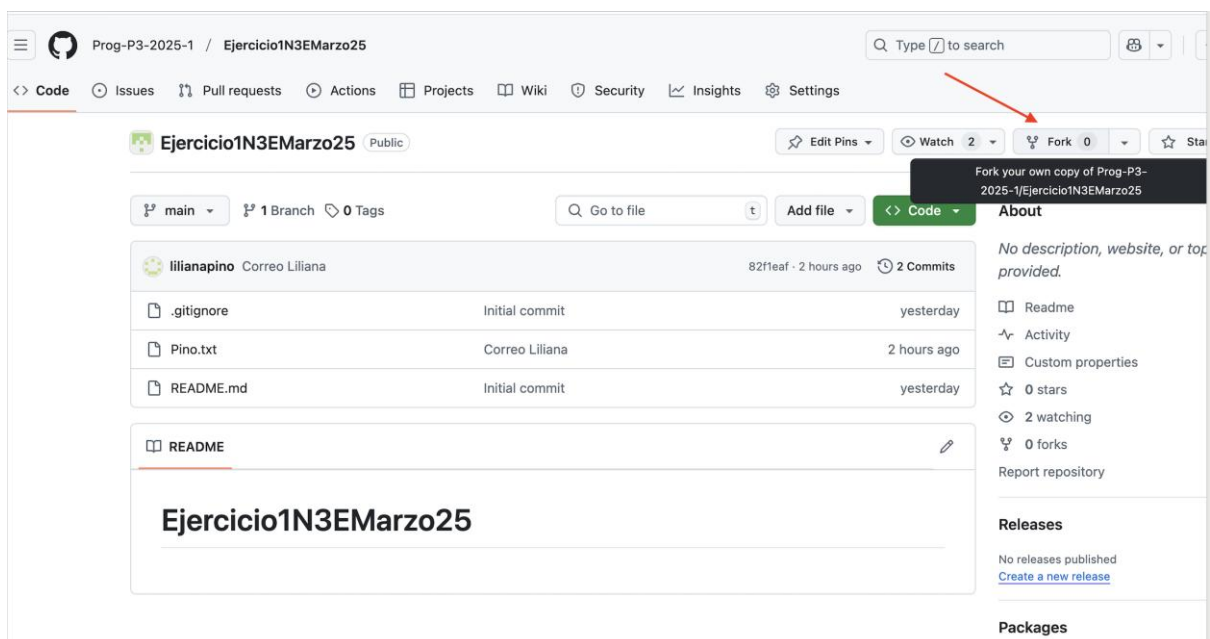 Prog-P3-2025-1 / Ejercicio1N3EMarzo25
Type / to search
Code Issues Pull requests Actions Projects Wiki Security Insights Settings
Ejercicio1N3EMarzo25 Public
Edit Pins Watch 2 Fork 0
Fork your own copy of Prog-P3-
2025-1/Ejercicio1N3EMarzo25
main 1 Branch 0 Tags
Go to file t
Add file
<> Code
lilianapino Correo Liliana 82f1eaf · 2 hours ago 2 Commits
.gitignore Initial commit yesterday
Pino.txt Correo Liliana 2 hours ago
README.md Initial commit yesterday
README
Ejercicio1N3EMarzo25
About
No description, website, or
provided.
Readme
Activity
Custom properties
0 stars
2 watching
0 forks
Report repository
Releases
No releases published
Create a new release
Packages